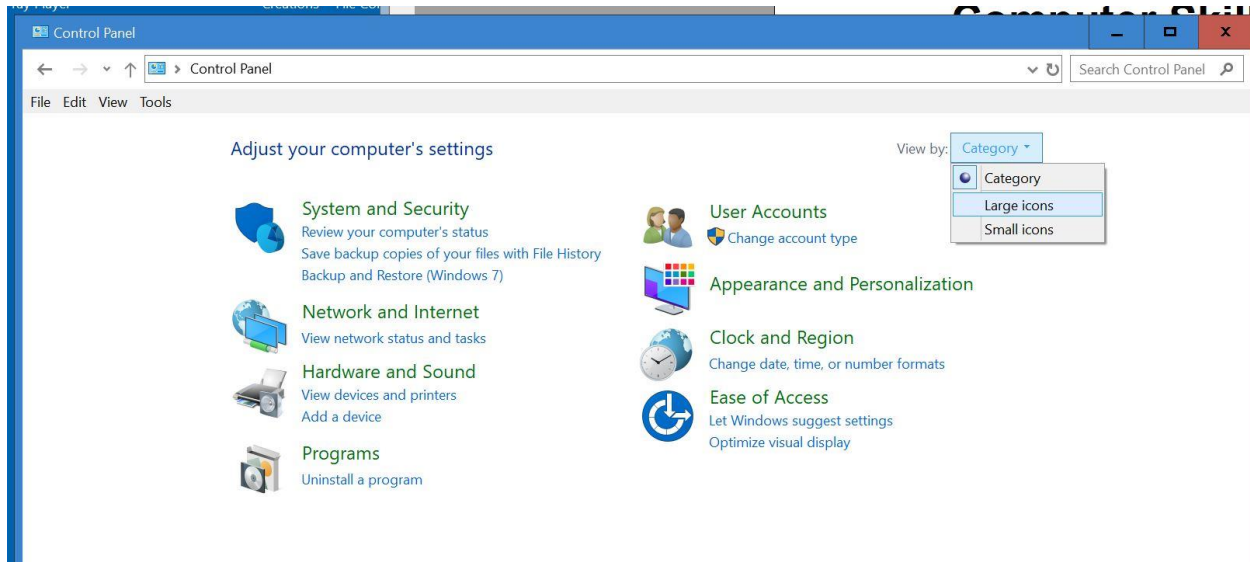 Control Panel
Control Panel
Search Control Panel
File Edit View Tools
Adjust your computer's settings
View by: Category
Category
Large icons
Small icons
System and Security
Review your computer's status
Save backup copies of your files with File History
Backup and Restore (Windows 7)
Network and Internet
View network status and tasks
Hardware and Sound
View devices and printers
Add a device
Programs
Uninstall a program
User Accounts
Change account type
Appearance and Personalization
Clock and Region
Change date, time, or number formats
Ease of Access
Let Windows suggest settings
Optimize visual display